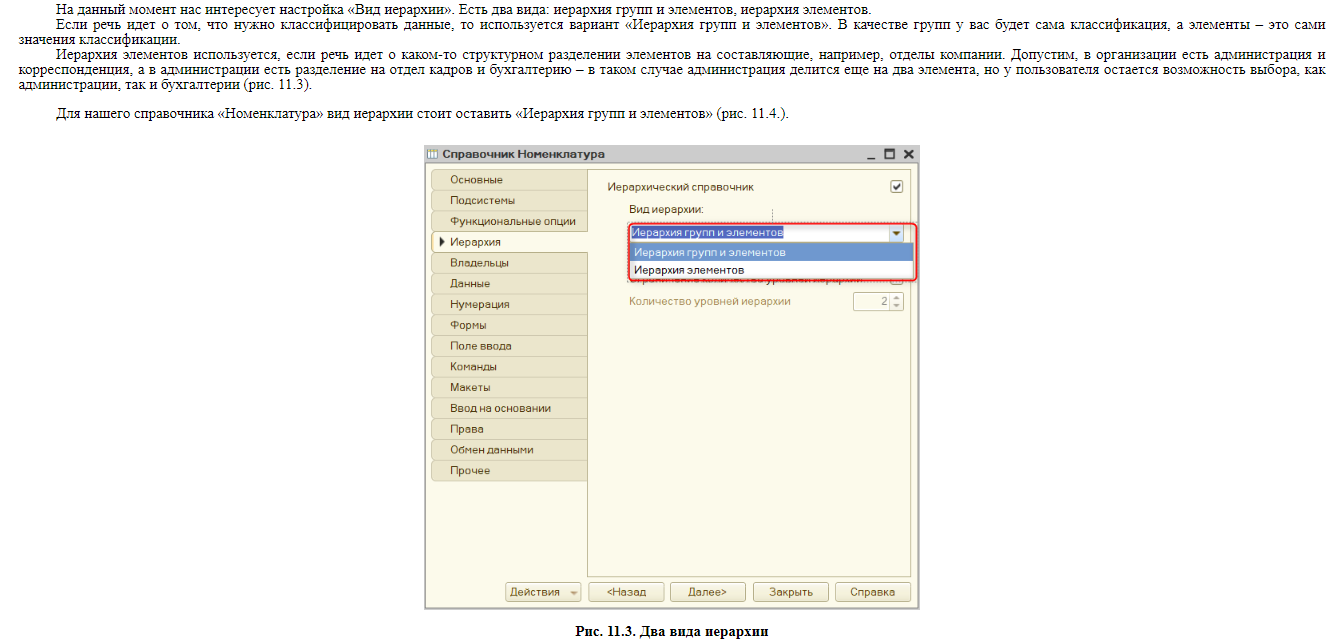 На данный момент нас интересует настройка «Вид иерархии». Есть два вида: иерархия групп и элементов, иерархия элементов.
Если речь идет о том, что нужно классифицировать данные, то используется вариант «Иерархия групп и элементов». В качестве групп у вас будет сама классификация, а элементы – это сами
значения классификации.
Иерархия элементов используется, если речь идет о каком-то структурном разделении элементов на составляющие, например, отделы компании. Допустим, в организации есть администрация и
корреспонденция, а в администрации есть разделение на отдел кадров и бухгалтерию – в таком случае администрация делится еще на два элемента, но у пользователя остается возможность выбора, как
администрации, так и бухгалтерии (рис. 11.3).
Для нашего справочника «Номенклатура» вид иерархии стоит оставить «Иерархия групп и элементов» (рис. 11.4.).
Справочник Номенклатура
Основные
Подсистемы
Функциональные опции
Иерархия
Владельцы
Данные
Нумерация
Формы
Поле ввода
Команды
Макеты
Ввод на основании
Права
Обмен данными
Прочее
Иерархический справочник
Вид иерархии:
Иерархия групп и элементов
Иерархия групп и элементов
Иерархия элементов
Количество уровней иерархии
2
Действия
<Назад
Далее>
Закрыть
Справка
Рис. 11.3. Два вида иерархии